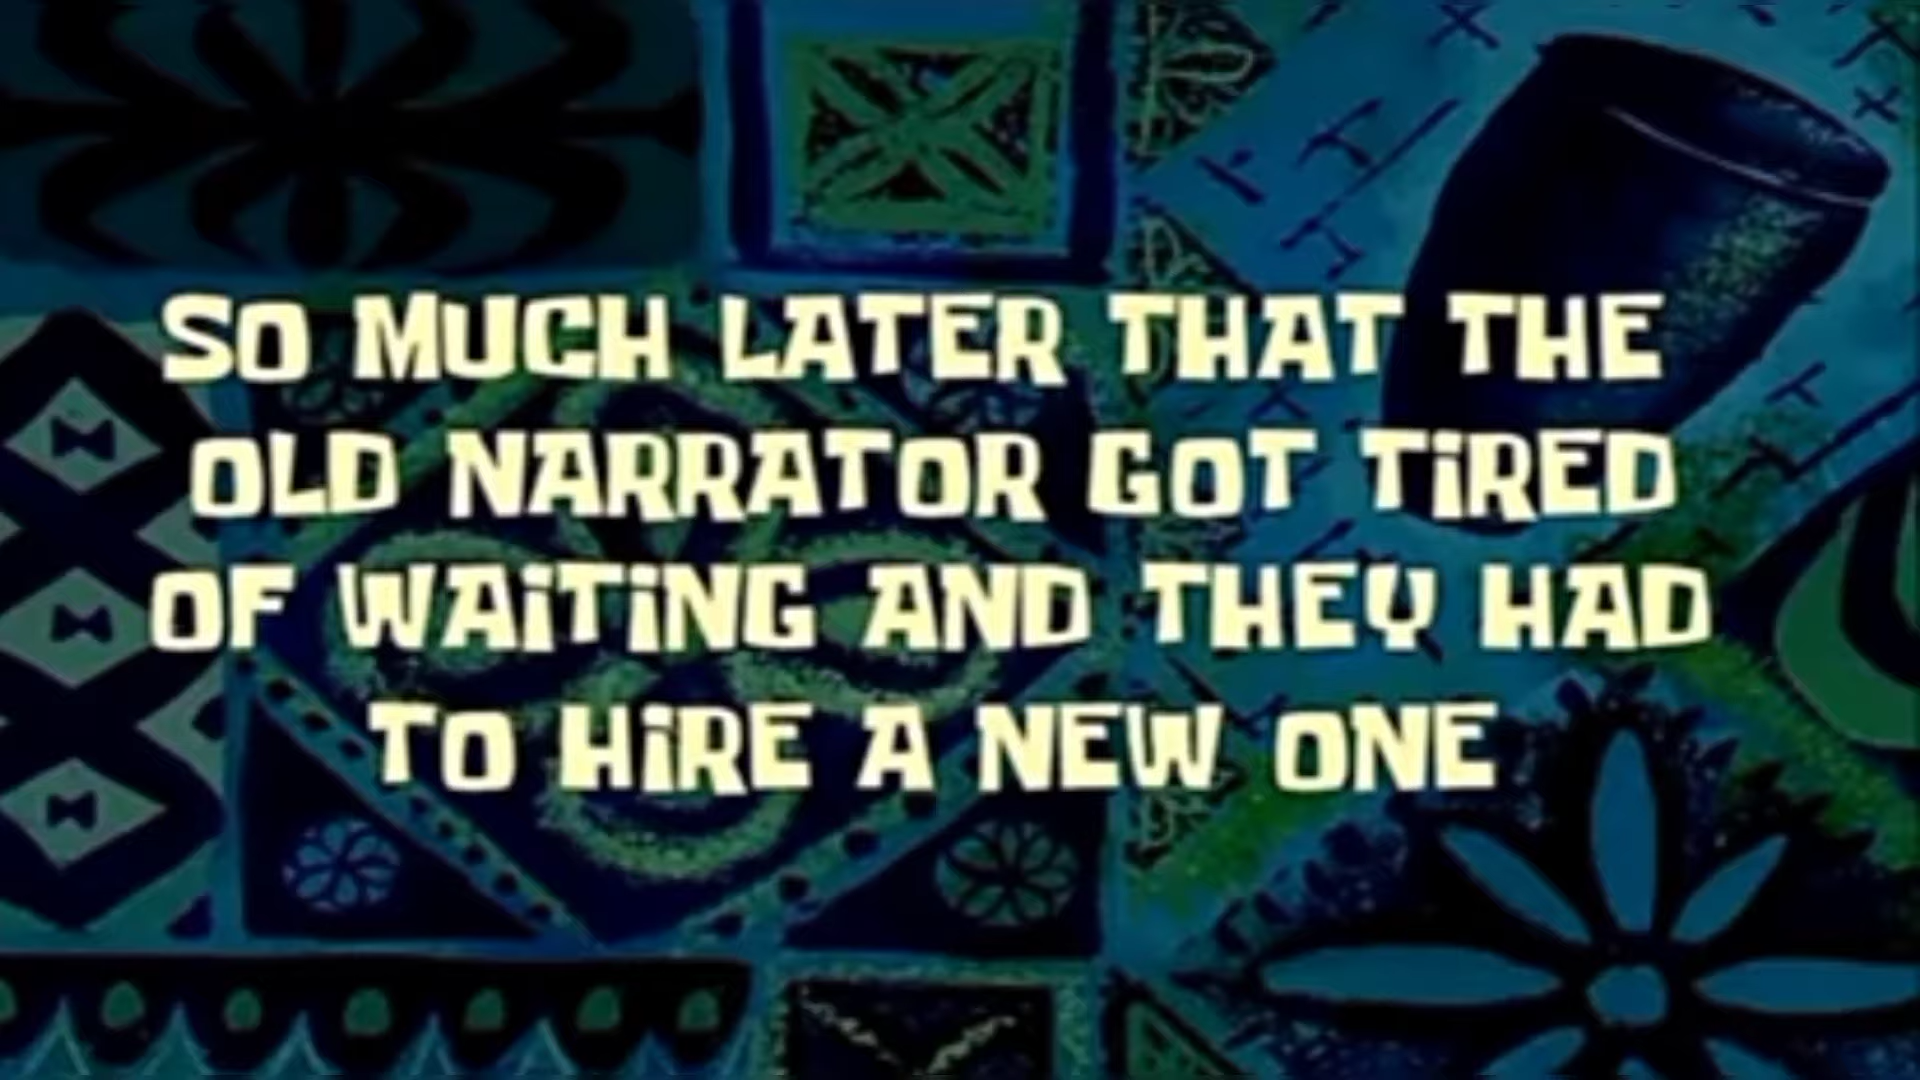 SO MUCH LATER THAT THE
OLD NARRATOR GOT TiRED
OF WAiTiNG AND THEY HAD
TO HiRE A NEW ONE